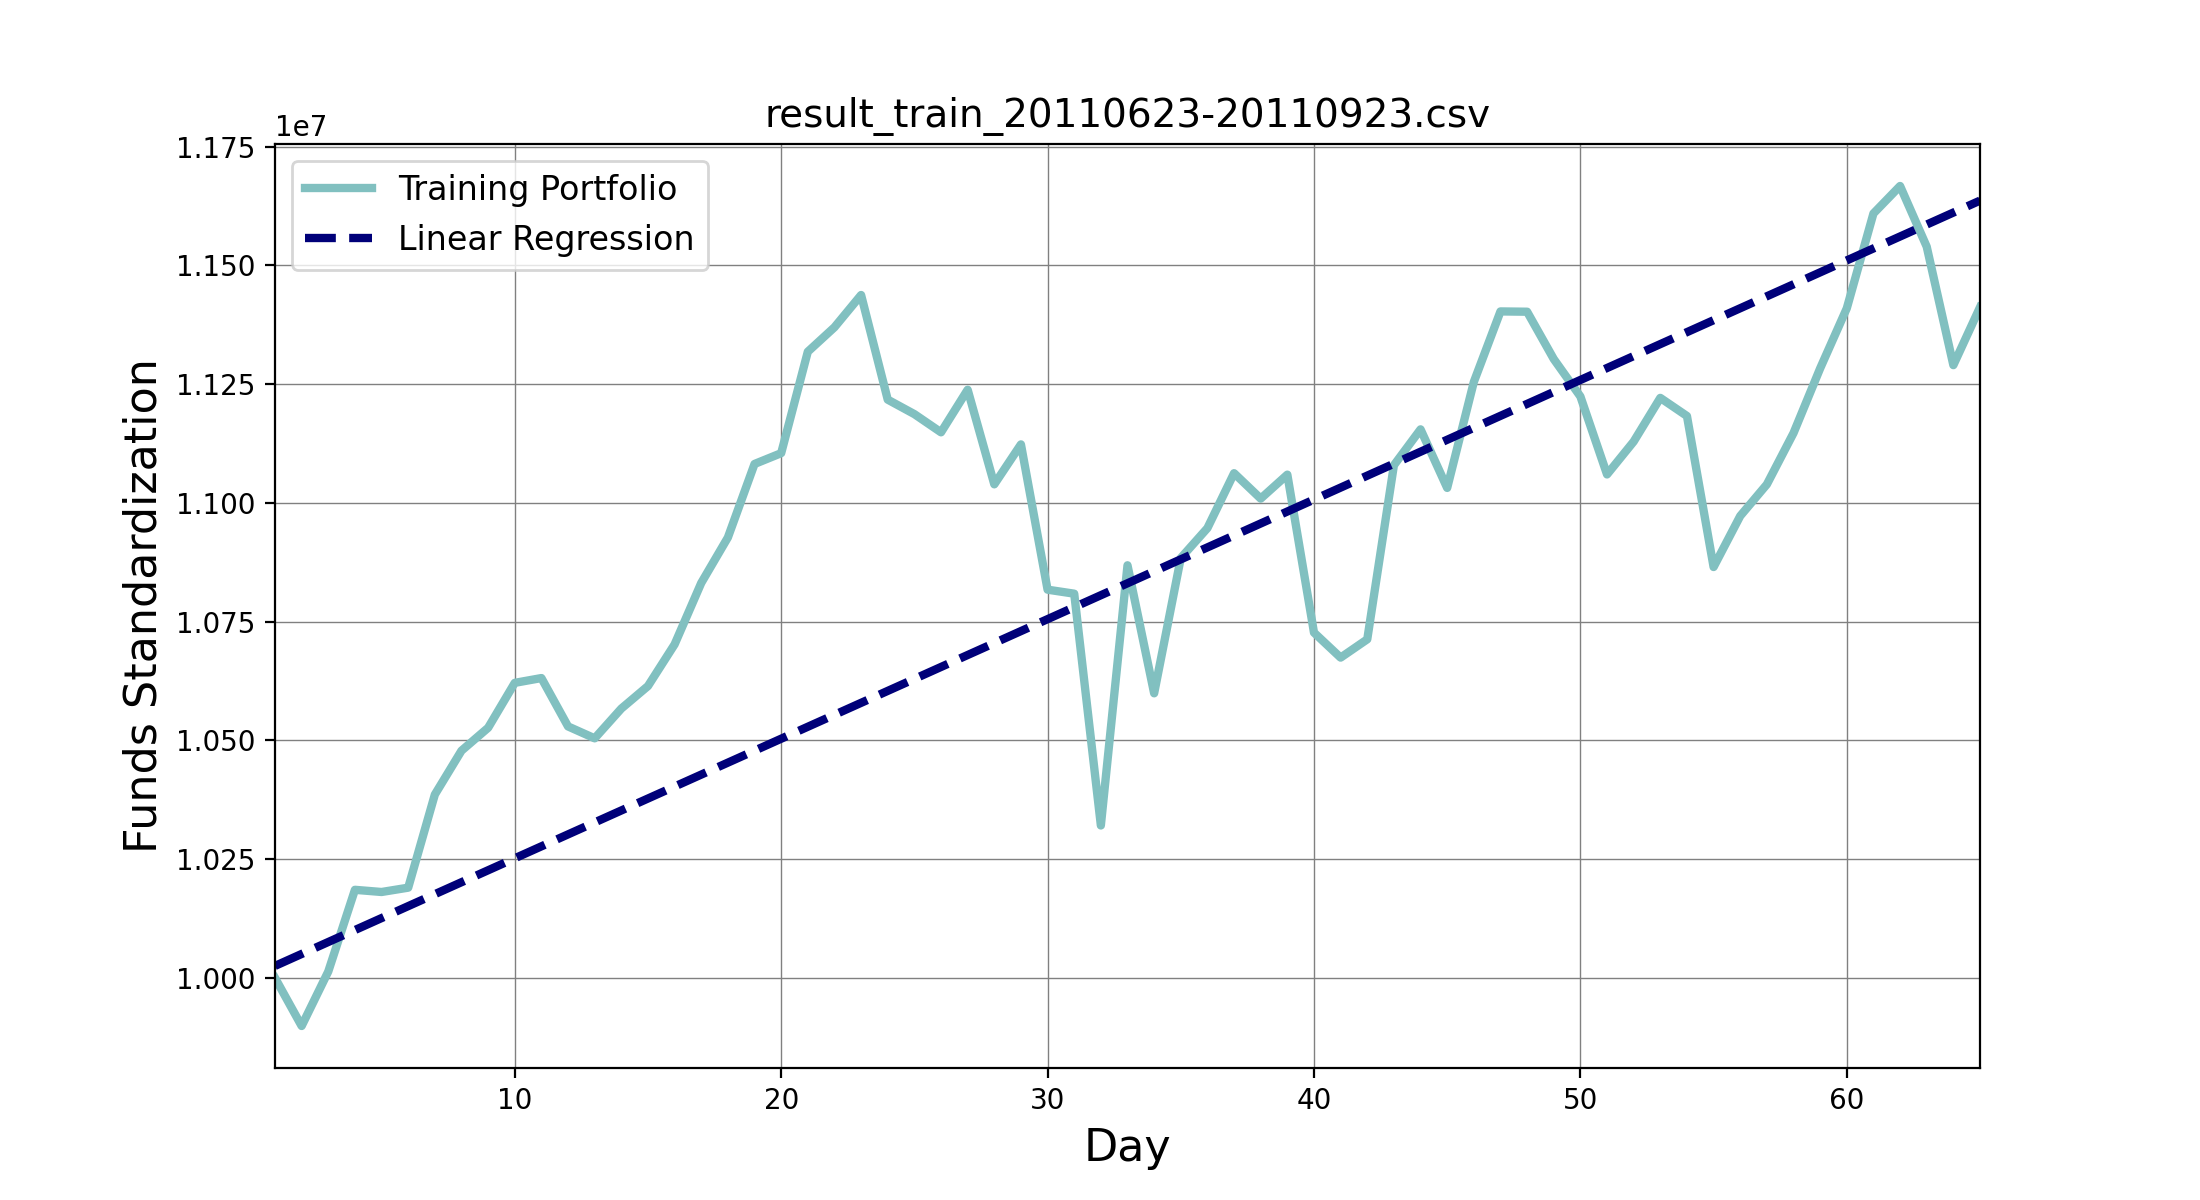 result_train_20110623-20110923.csv
1e7
1.175
1.150
1.125
1.100
1.075
1.050
1.025
1.000
Funds Standardization
Training Portfolio
Linear Regression
10 20 30 40 50 60
Day